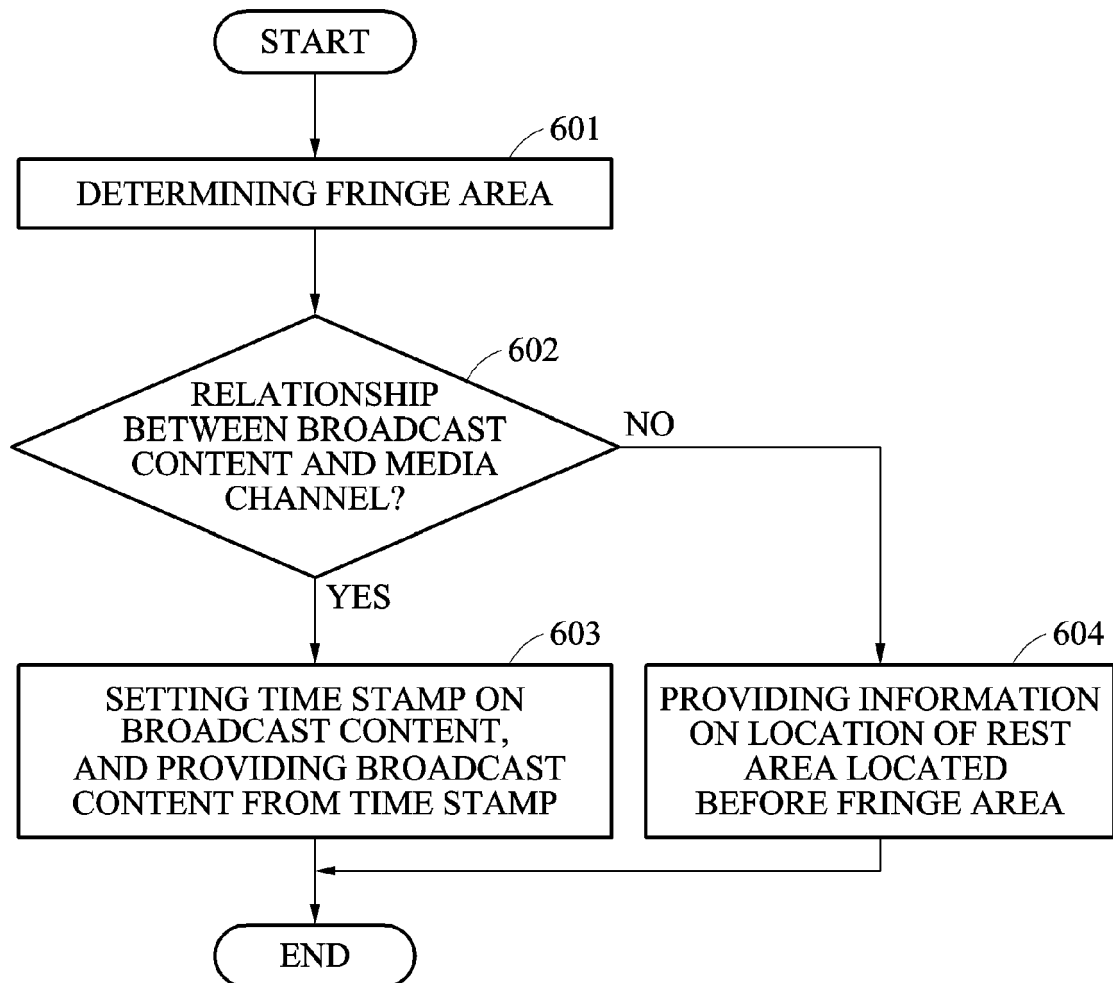 START
601
DETERMINING FRINGE AREA
602
RELATIONSHIP
BETWEEN BROADCAST
CONTENT AND MEDIA
CHANNEL?
NO
YES
603
SETTING TIME STAMP ON
BROADCAST CONTENT,
AND PROVIDING BROADCAST
CONTENT FROM TIME STAMP
604
PROVIDING INFORMATION
ON LOCATION OF REST
AREA LOCATED
BEFORE FRINGE AREA
END